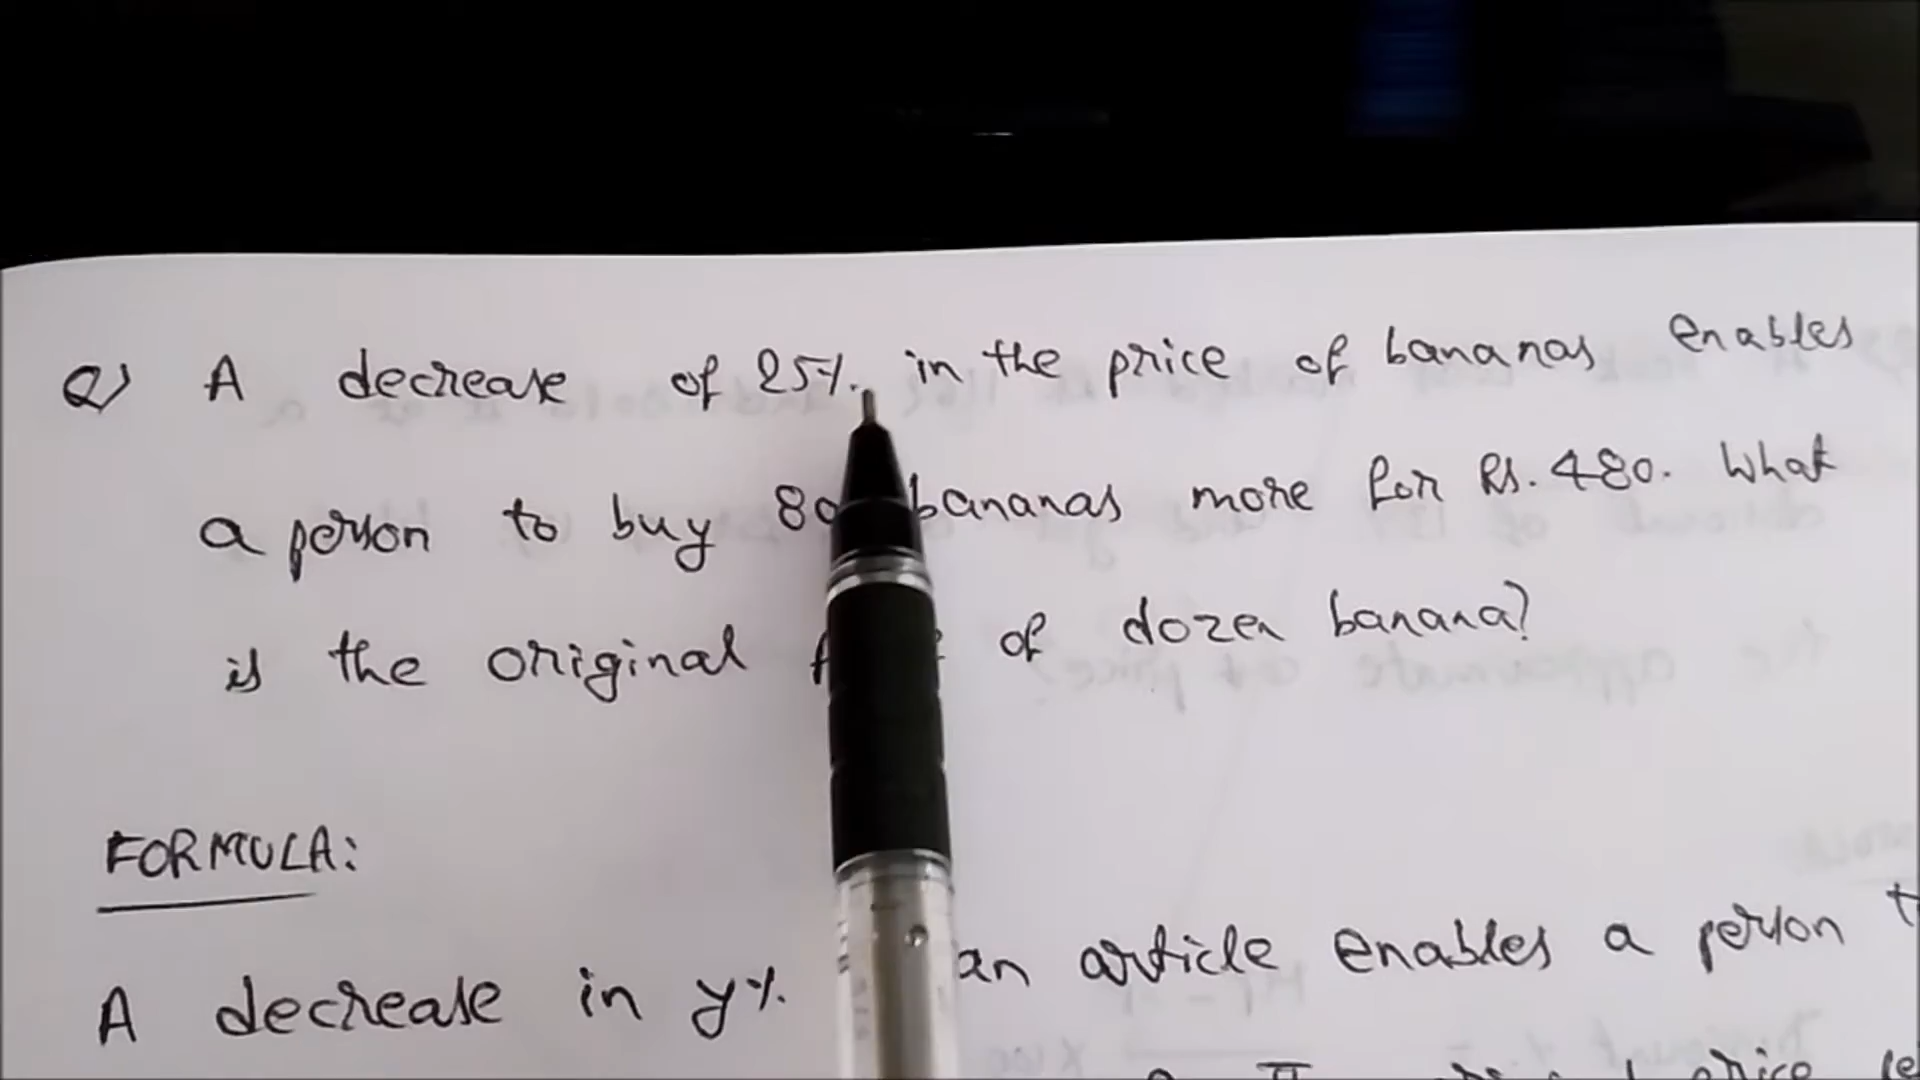 Q) A decrease of 25% in the price of bananas enables
a person to buy bananas more for Rs. 480. What
is the original of dozen banana?
FORMULA:
A decrease in y% an article enables a person